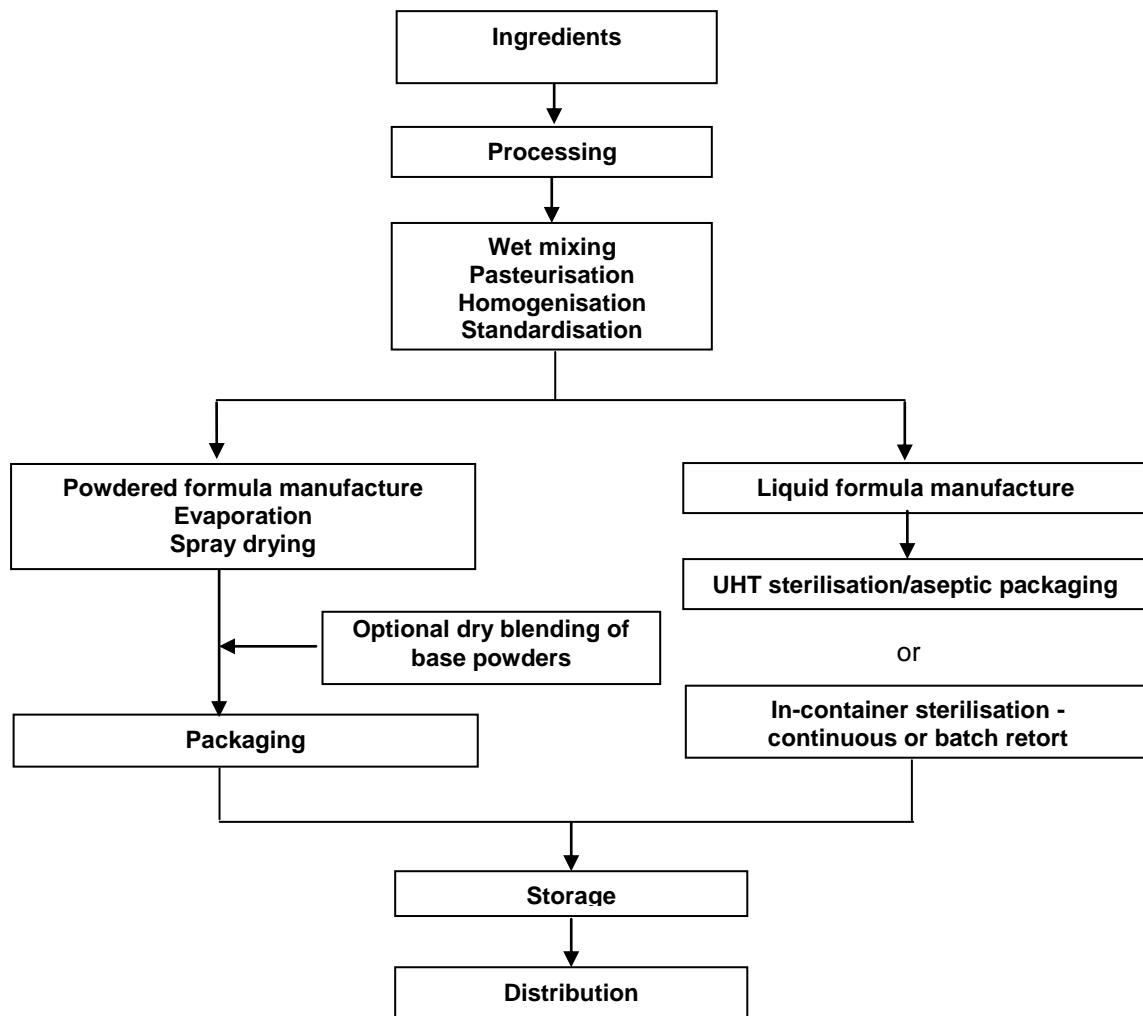 Ingredients
Processing
Wet mixing
Pasteurisation
Homogenisation
Standardisation
Powdered formula manufacture
Evaporation
Spray drying
Optional dry blending of
base powders
Packaging
Liquid formula manufacture
UHT sterilisation/aseptic packaging
or
In-container sterilisation -
continuous or batch retort
Storage
Distribution